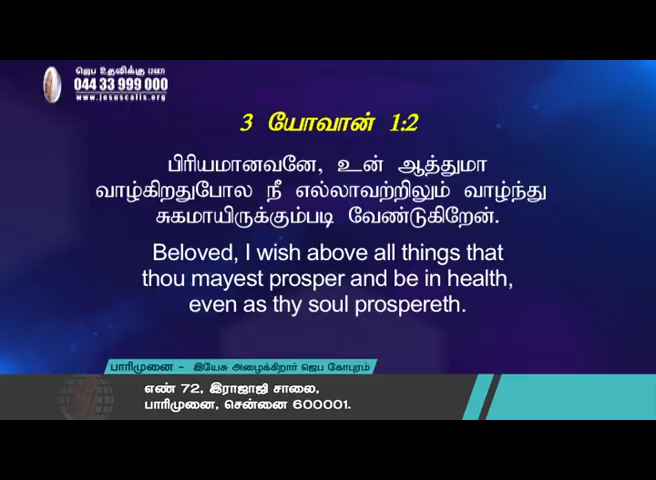 ஜெப உதவிக்கு (24X7)
044 33 999 000
www.jesuscalls.org
3 யோவான் 1:2
பிரியமானவனே, உன் ஆத்துமா
வாழ்கிறதுபோல நீ எல்லாவற்றிலும் வாழ்ந்து
சுகமாயிருக்கும்படி வேண்டுகிறேன்.
Beloved, I wish above all things that
thou mayest prosper and be in health,
even as thy soul prospereth.
பாரிமுனை - இயேசு அழைக்கிறார் ஜெப கோபுரம்
எண் 72, இராஜாஜி சாலை,
பாரிமுனை, சென்னை 600001.